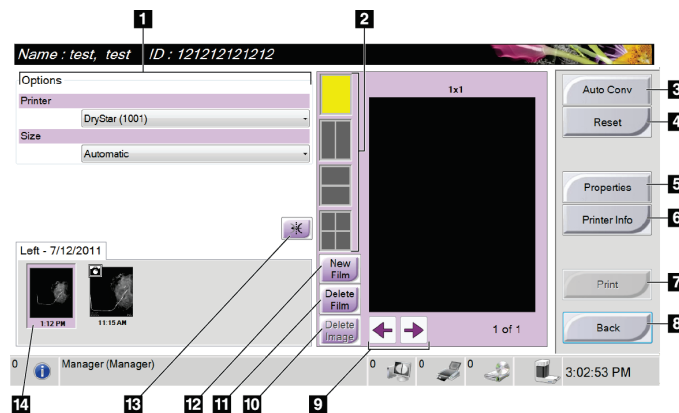 1
2
Name : test, test ID : 121212121212
Options
Printer
DryStar (1001)
Size
Automatic
1x1
Auto Conv
3
Reset
4
Properties
5
Printer Info
6
Left - 7/12/2011
1:12 PM
11:15 AM
New
Film
Delete
Film
Delete
Image
1 of 1
Print
7
Back
8
0
Manager (Manager)
0
0
0
3:02:53 PM
14
13
12
11
10
9